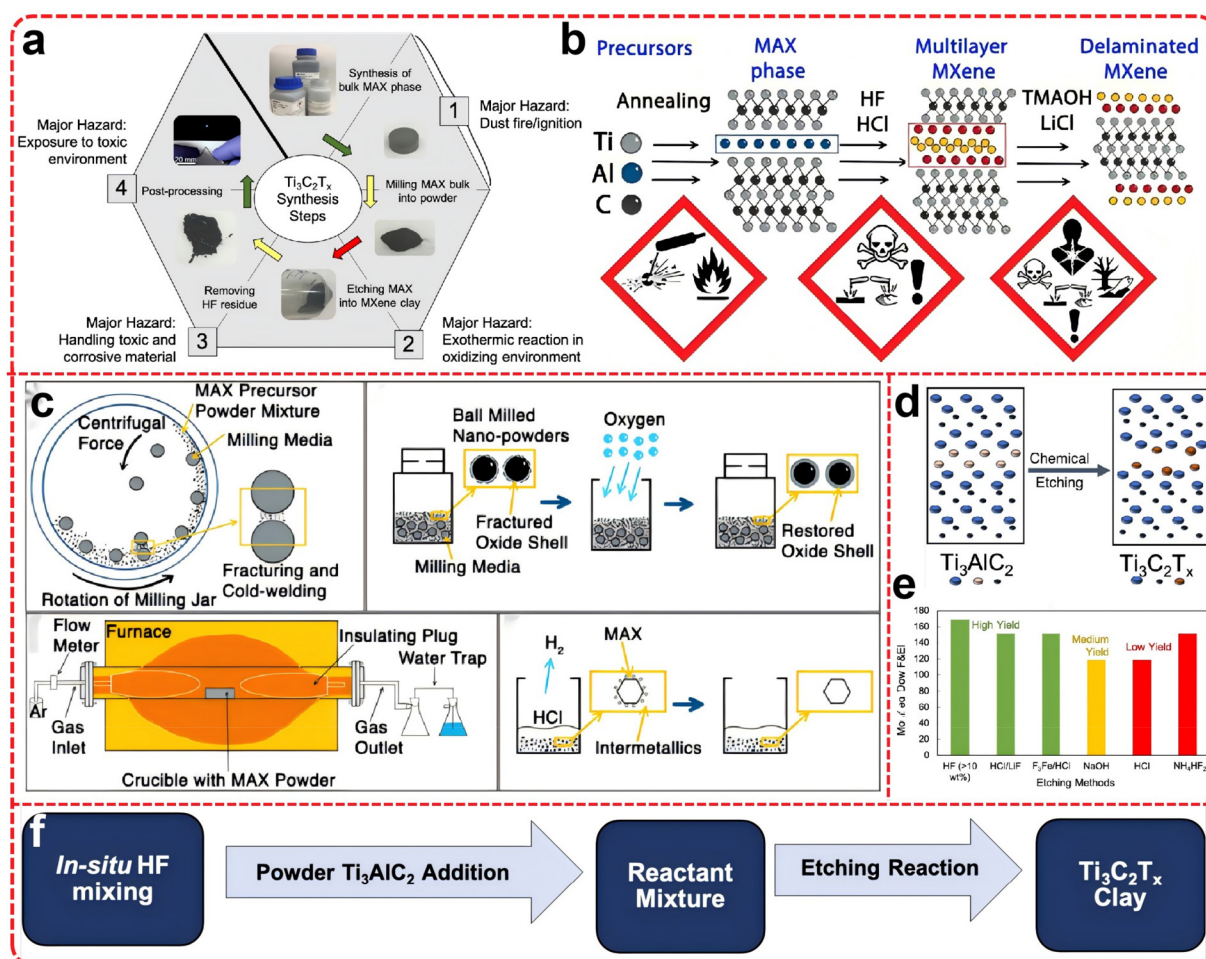 a
Synthesis of
bulk MAX phase
1
Major Hazard:
Dust fire/ignition
Major Hazard:
Exposure to toxic
environment
20 mm
4
Post-processing
Ti₃C₂Tₓ
Synthesis
Steps
Milling MAX bulk
into powder
Removing
HF residue
Etching MAX
into MXene clay
Major Hazard:
Handling toxic and
corrosive material
3
2
Major Hazard:
Exothermic reaction in
oxidizing environment
b
Precursors
MAX
phase
Multilayer
MXene
Delaminated
MXene
Annealing
HF
HCl
TMAOH
LiCl
Ti
Al
C
c
MAX Precursor
Powder Mixture
Centrifugal
Force
Milling Media
Fracturing and
Cold-welding
Rotation of Milling Jar
Ball Milled
Nano-powders
Oxygen
Fractured
Oxide Shell
Milling Media
Restored
Oxide Shell
Flow
Meter
Furnace
Insulating Plug
Water Trap
Ar
Gas
Inlet
Gas
Outlet
Crucible with MAX Powder
H₂
MAX
HCl
Intermetallics
d
Chemical
Etching
Ti₃AlC₂
Ti₃C₂Tₓ
e
180
160
140
120
100
80
60
40
20
0
Dow F&EI
High Yield
Medium
Yield
Low Yield
HF (>10
wt%)
HCl/LiF
F₃Fe/HCl
NaOH
HCl
NH₄HF₂
Etching Methods
f
In-situ HF
mixing
Powder Ti₃AlC₂ Addition
Reactant
Mixture
Etching Reaction
Ti₃C₂Tₓ
Clay